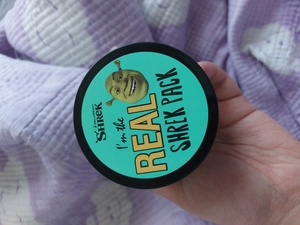 SHREK
I'm the
REAL
SHREK PACK